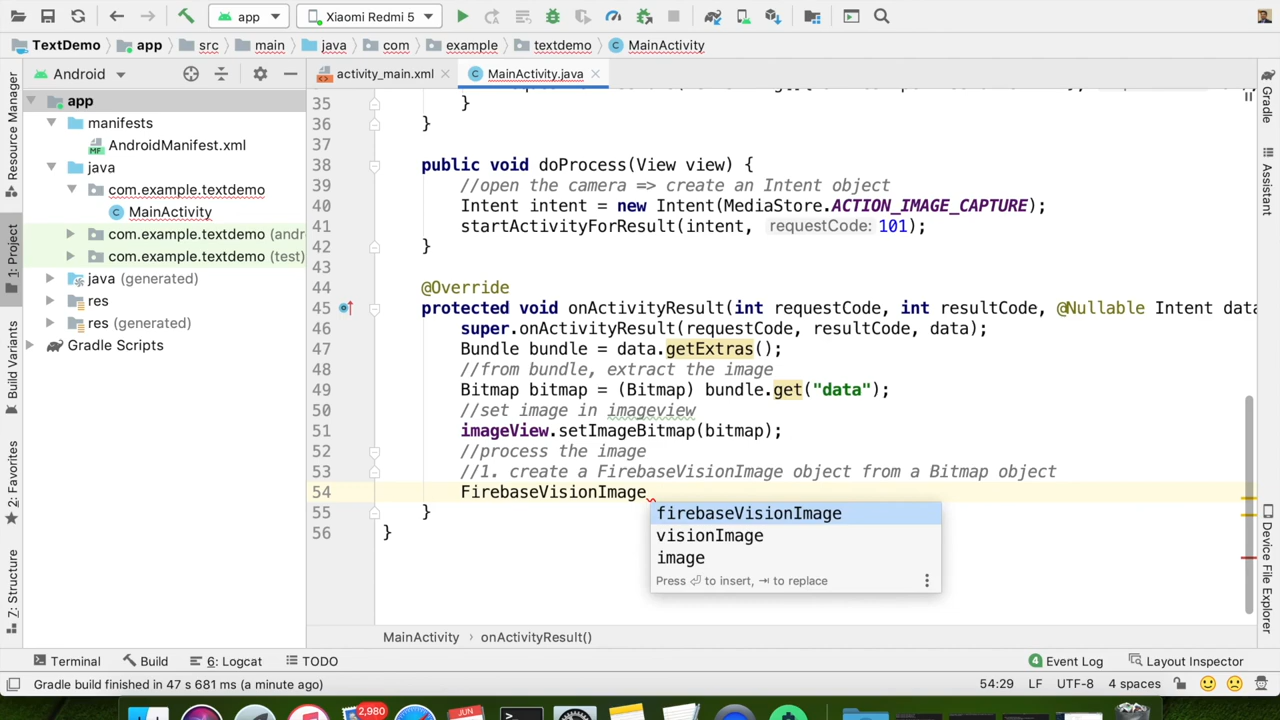 app
Xiaomi Redmi 5
TextDemo
app
src
main
java
com
example
textdemo
MainActivity
Android
activity_main.xml
MainActivity.java
app
manifests
AndroidManifest.xml
java
com.example.textdemo
MainActivity
com.example.textdemo (andr
com.example.textdemo (test)
java (generated)
res
res (generated)
Gradle Scripts
Resource Manager
1: Project
Build Variants
2: Favorites
7: Structure
35 }
36 }
37
38 public void doProcess(View view) {
39 //open the camera => create an Intent object
40 Intent intent = new Intent(MediaStore.ACTION_IMAGE_CAPTURE);
41 startActivityForResult(intent, requestCode: 101);
42 }
43
44 @Override
45 protected void onActivityResult(int requestCode, int resultCode, @Nullable Intent data
46 super.onActivityResult(requestCode, resultCode, data);
47 Bundle bundle = data.getExtras();
48 //from bundle, extract the image
49 Bitmap bitmap = (Bitmap) bundle.get("data");
50 //set image in imageview
51 imageView.setImageBitmap(bitmap);
52 //process the image
53 //1. create a FirebaseVisionImage object from a Bitmap object
54 FirebaseVisionImage
55 }
56 }
firebaseVisionImage
visionImage
image
Press ⏎ to insert, ⇥ to replace
Gradle
Assistant
Device File Explorer
MainActivity
onActivityResult()
Terminal
Build
6: Logcat
TODO
4 Event Log
Layout Inspector
Gradle build finished in 47 s 681 ms (a minute ago)
54:29
LF
UTF-8
4 spaces
2,980
JUN